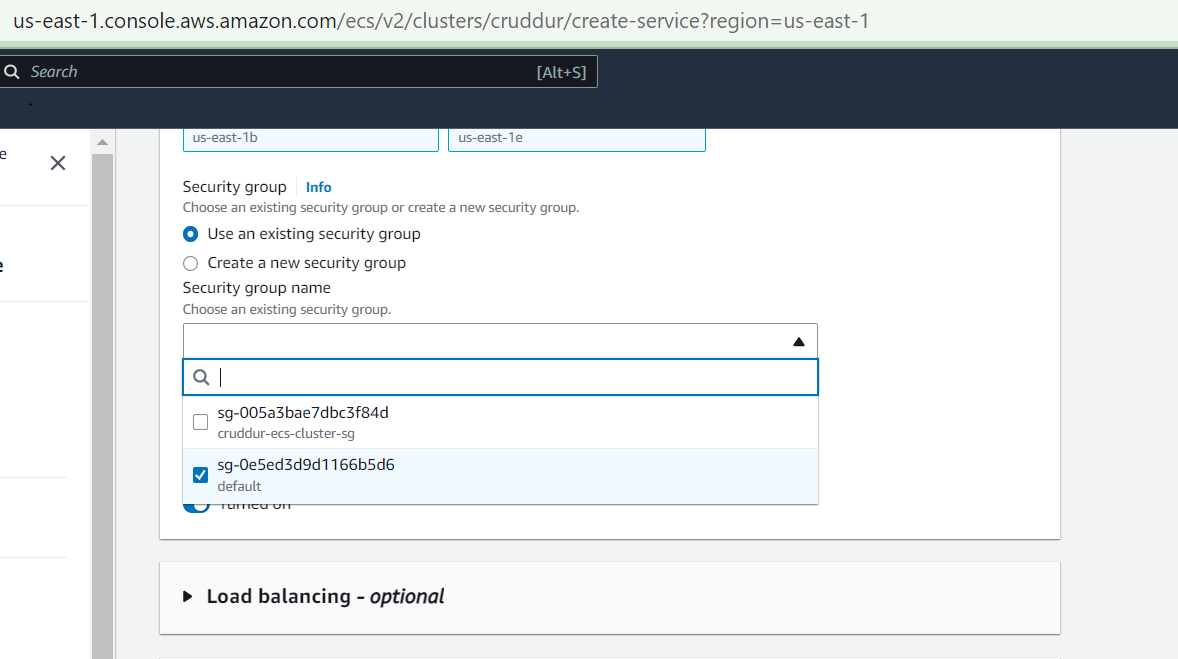 us-east-1.console.aws.amazon.com/ecs/v2/clusters/cruddur/create-service?region=us-east-1
Search [Alt+S]
e
us-east-1b us-east-1e
Security group Info
Choose an existing security group or create a new security group.
Use an existing security group
Create a new security group
e
Security group name
Choose an existing security group.
sg-005a3bae7dbc3f84d
cruddur-ecs-cluster-sg
sg-0e5ed3d9d1166b5d6
default
Turned on
Load balancing - optional